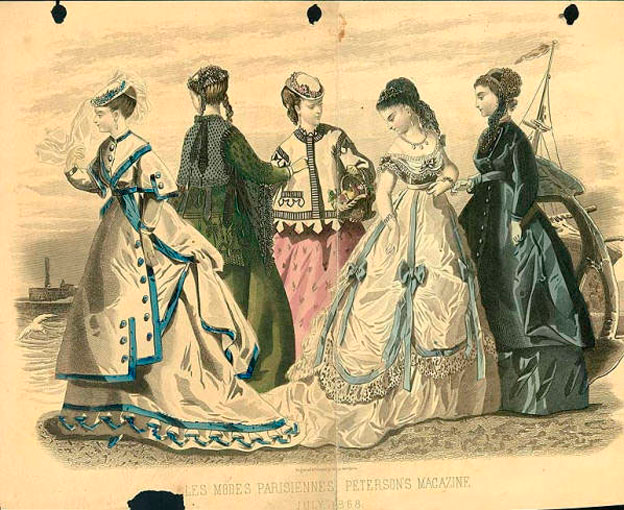 LES MODES PARISIENNES, PETERSON'S MAGAZINE
JULY, 1868.